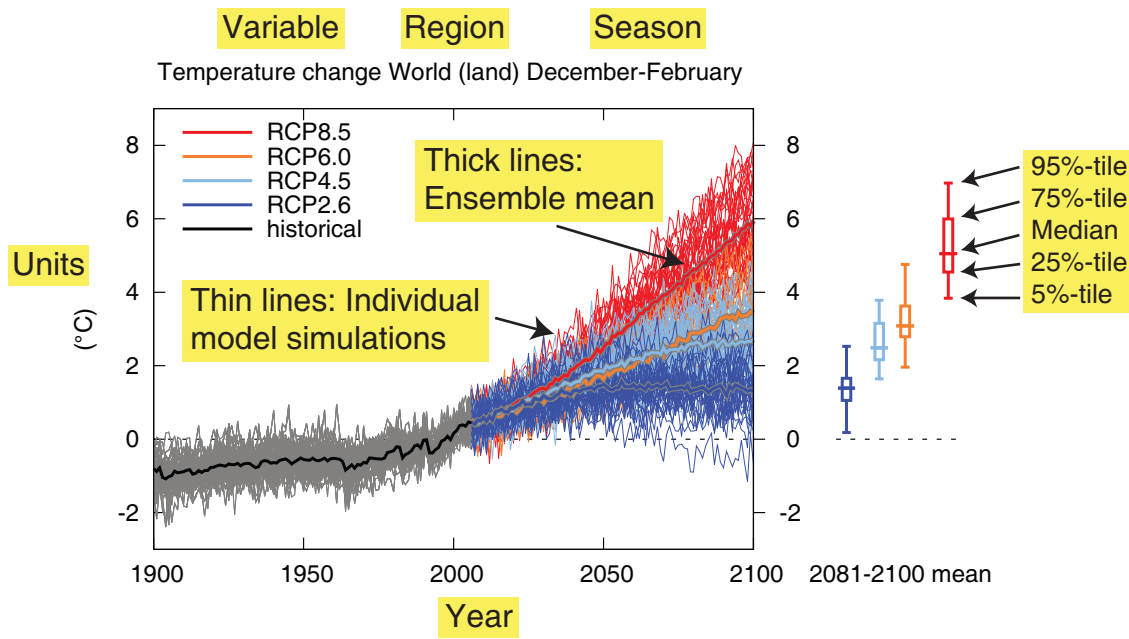 Variable Region Season
Temperature change World (land) December-February
8
6
4
2
0
-2
Units
(°C)
RCP8.5
RCP6.0
RCP4.5
RCP2.6
historical
Thick lines:
Ensemble mean
Thin lines: Individual
model simulations
8
6
4
2
0
-2
95%-tile
75%-tile
Median
25%-tile
5%-tile
1900 1950 2000 2050 2100 2081-2100 mean
Year